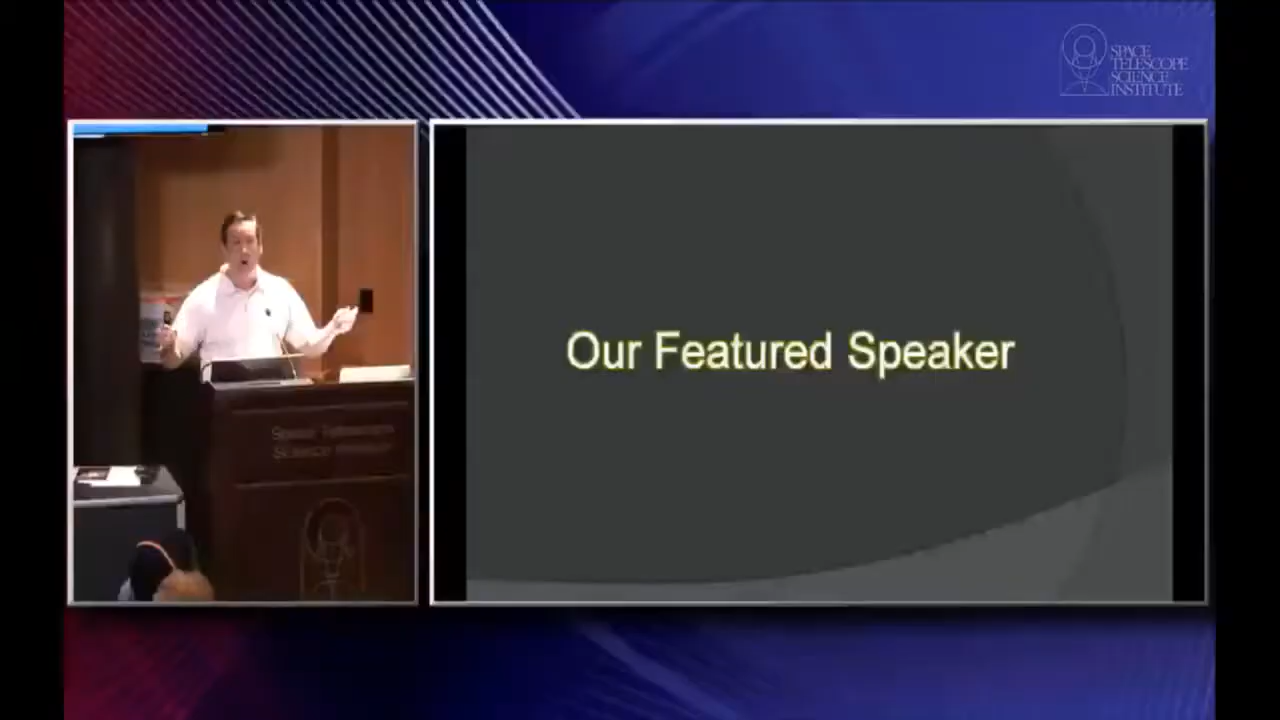 SPACE
TELESCOPE
SCIENCE
INSTITUTE
Our Featured Speaker
Space Telescope
Science Institute